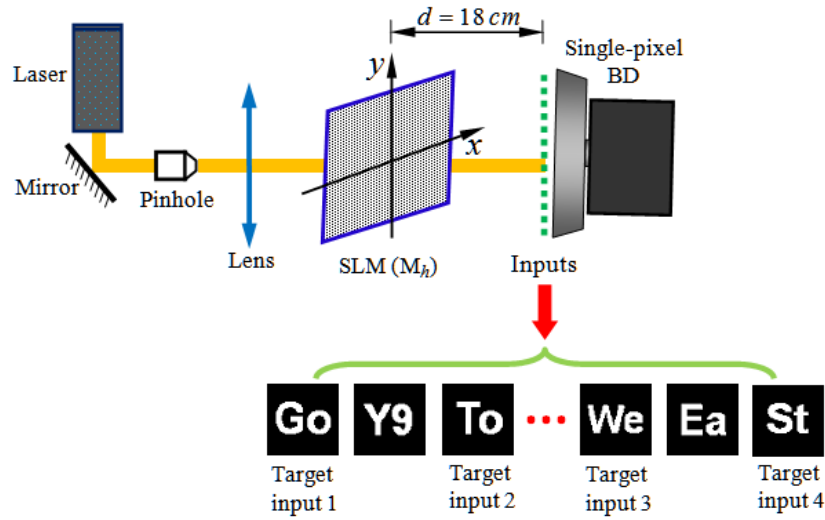 d = 18 cm
Single-pixel
BD
Laser
y
x
Mirror
Pinhole
Lens
SLM (Mh)
Inputs
Go Y9 To ··· We Ea St
Target
input 1
Target
input 2
Target
input 3
Target
input 4